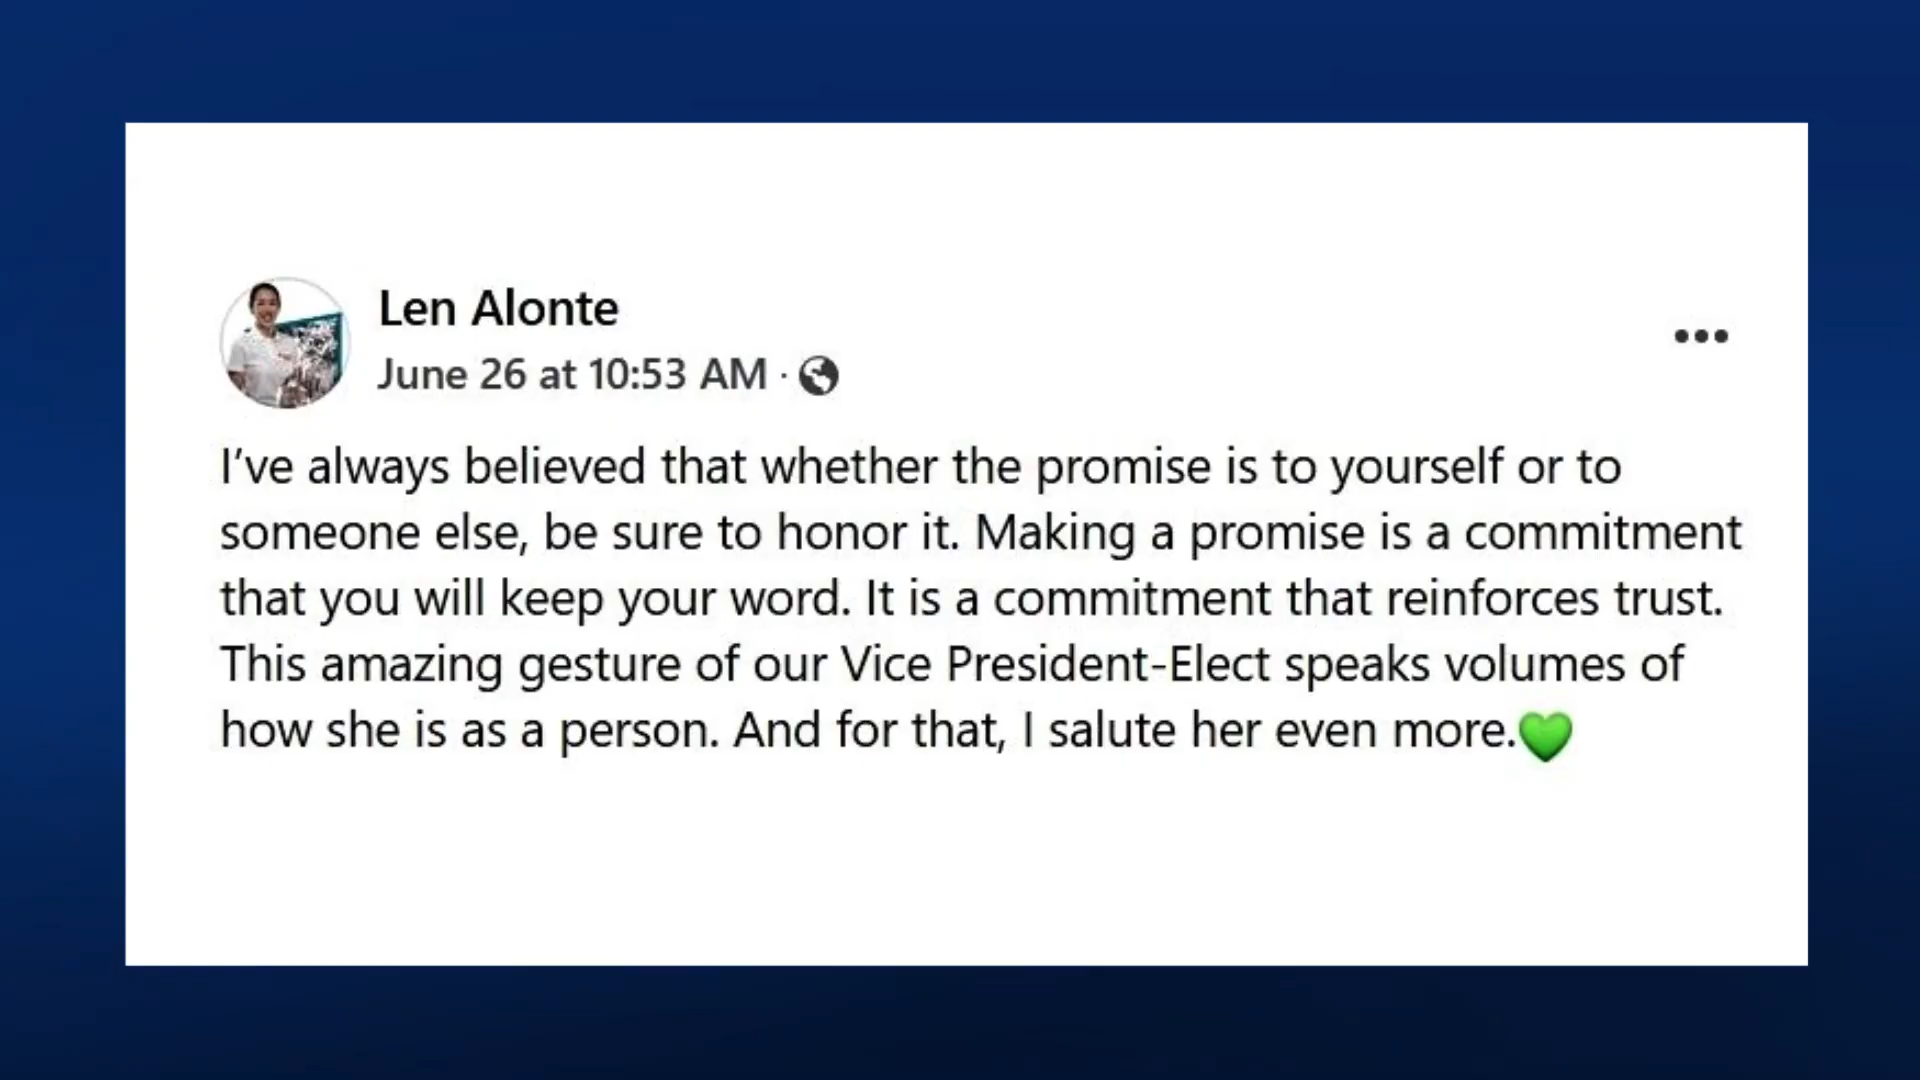 Len Alonte
June 26 at 10:53 AM ·
I've always believed that whether the promise is to yourself or to
someone else, be sure to honor it. Making a promise is a commitment
that you will keep your word. It is a commitment that reinforces trust.
This amazing gesture of our Vice President-Elect speaks volumes of
how she is as a person. And for that, I salute her even more.💚